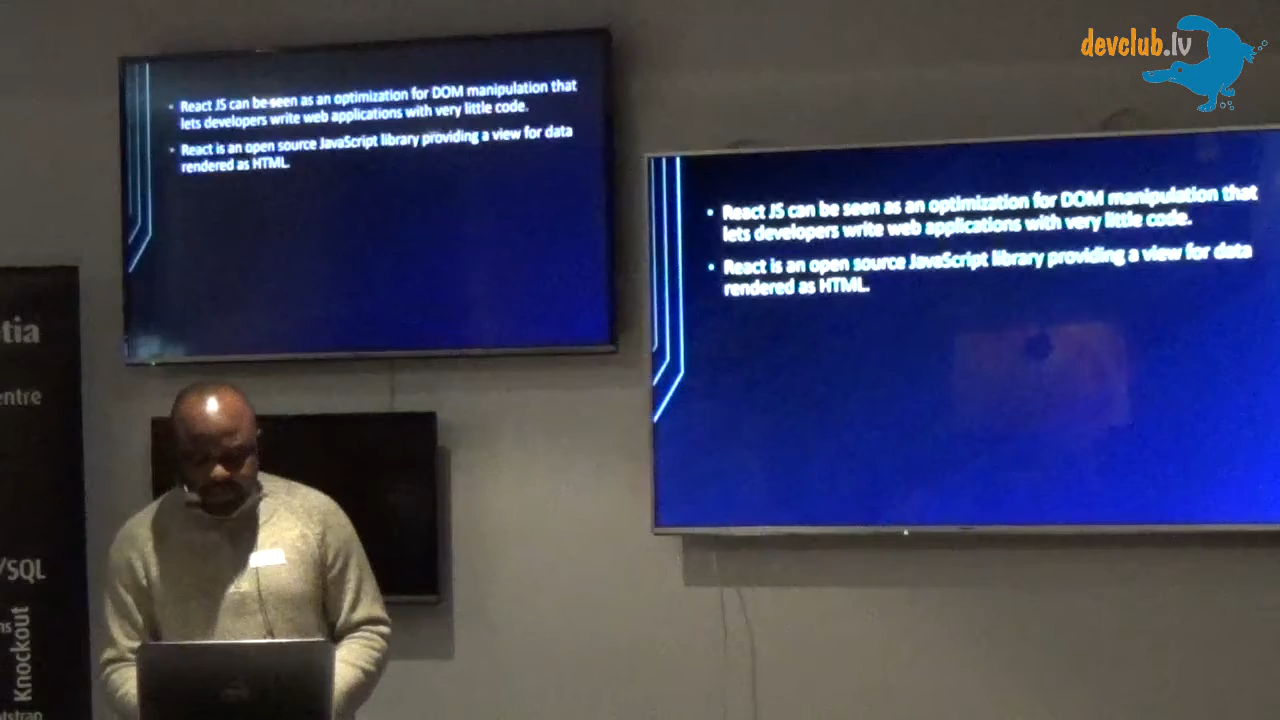 devclub.lv
• React JS can be seen as an optimization for DOM manipulation that
lets developers write web applications with very little code.
• React is an open source JavaScript library providing a view for data
rendered as HTML.
• React JS can be seen as an optimization for DOM manipulation that
lets developers write web applications with very little code.
• React is an open source JavaScript library providing a view for data
rendered as HTML.
tia
entre
/SQL
ns
Knockout
tstrap